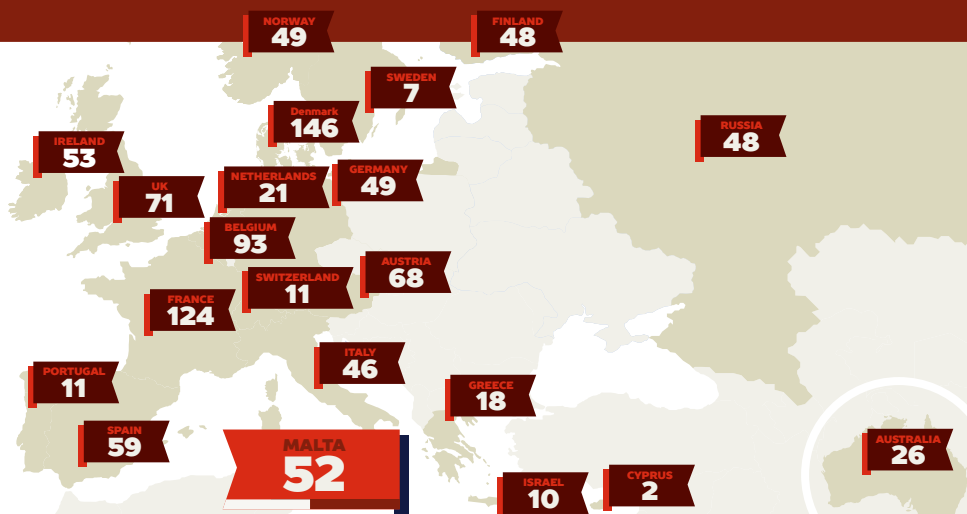 NORWAY
49
FINLAND
48
SWEDEN
7
Denmark
146
RUSSIA
48
IRELAND
53
UK
71
NETHERLANDS
21
GERMANY
49
BELGIUM
93
AUSTRIA
68
SWITZERLAND
11
FRANCE
124
ITALY
46
PORTUGAL
11
GREECE
18
SPAIN
59
MALTA
52
AUSTRALIA
26
ISRAEL
10
CYPRUS
2